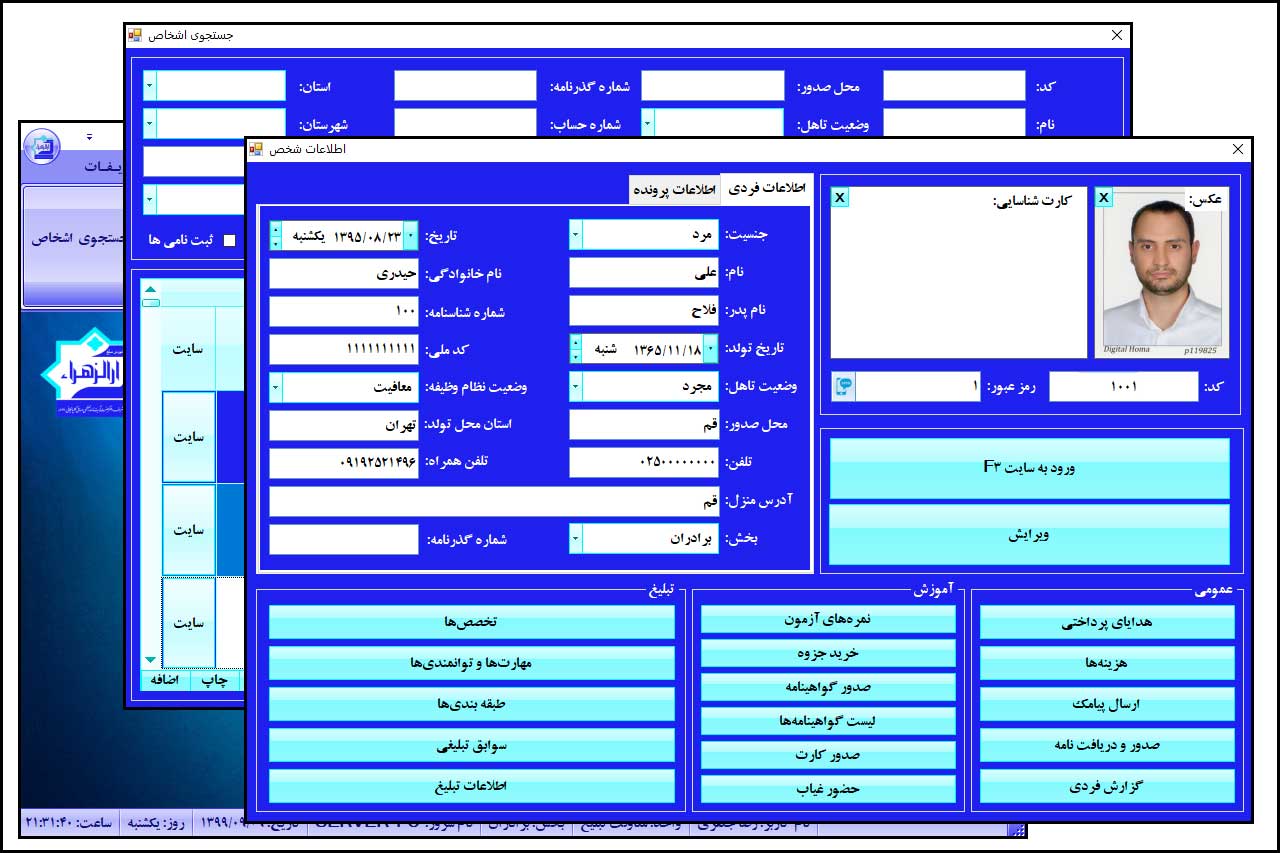 جستجوی اشخاص
کد:
محل صدور:
شماره گذرنامه:
استان:
نام:
وضعیت تاهل:
شماره حساب:
شهرستان:
ثبت نامی ها
سایت
سایت
سایت
سایت
اضافه
چاپ
جستجوی اشخاص
اطلاعات شخص
عکس:
X
Digital Homa
p119825
کارت شناسایی:
X
کد:
۱۰۰۱
رمز عبور:
۱
ورود به سایت F۳
ویرایش
اطلاعات فردی
اطلاعات پرونده
جنسیت:
مرد
تاریخ:
یکشنبه ۱۳۹۵/۰۸/۲۳
نام:
علی
نام خانوادگی:
حیدری
نام پدر:
فلاح
شماره شناسنامه:
۱۰۰
تاریخ تولد:
شنبه ۱۳۶۵/۱۱/۱۸
کد ملی:
۱۱۱۱۱۱۱۱۱۱
وضعیت تاهل:
مجرد
وضعیت نظام وظیفه:
معافیت
محل صدور:
قم
استان محل تولد:
تهران
تلفن:
۰۲۵۰۰۰۰۰۰۰۰
تلفن همراه:
۰۹۱۹۲۵۲۱۴۹۶
آدرس منزل:
قم
بخش:
برادران
شماره گذرنامه:
عمومی
هدایای پرداختی
هزینه‌ها
ارسال پیامک
صدور و دریافت نامه
گزارش فردی
آموزش
نمره‌های آزمون
خرید جزوه
صدور گواهینامه
لیست گواهینامه‌ها
صدور کارت
حضور غیاب
تبلیغ
تخصص‌ها
مهارت‌ها و توانمندی‌ها
طبقه بندی‌ها
سوابق تبلیغی
اطلاعات تبلیغ
روز: یکشنبه
ساعت: ۲۱:۳۱:۴۰